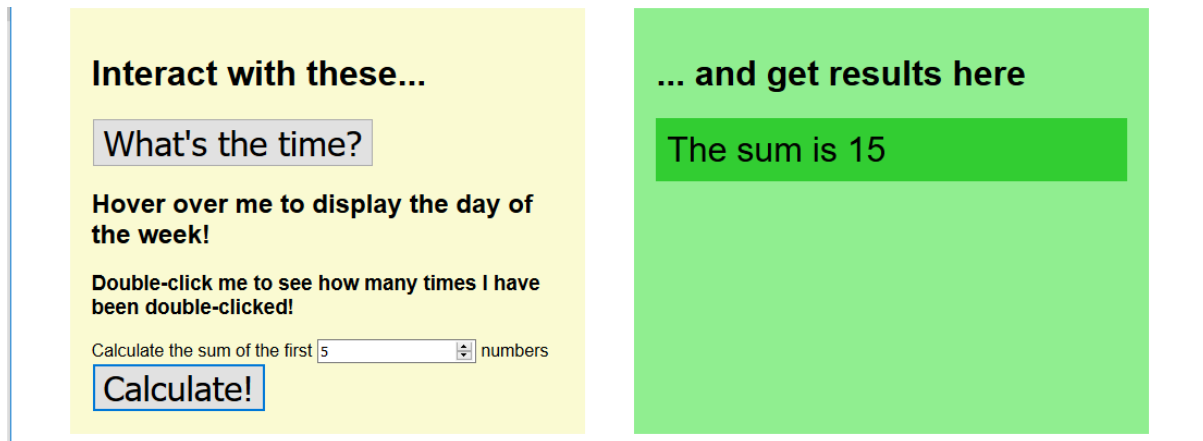 Interact with these...
What's the time?
Hover over me to display the day of
the week!
Double-click me to see how many times I have
been double-clicked!
Calculate the sum of the first 5 numbers
Calculate!
... and get results here
The sum is 15